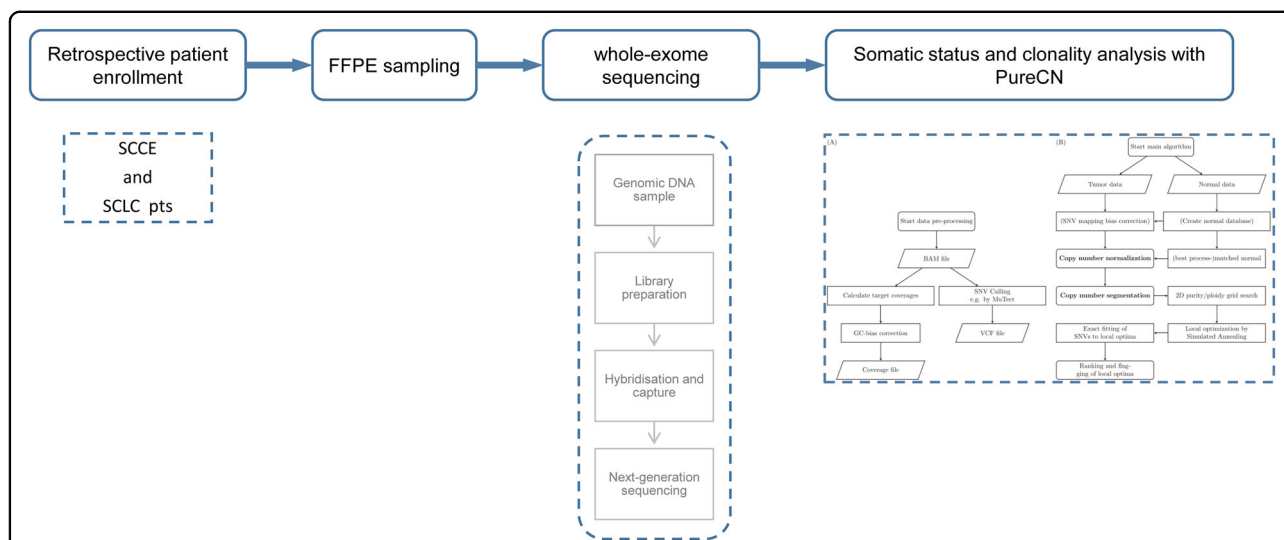 Retrospective patient
enrollment
FFPE sampling
whole-exome
sequencing
Somatic status and clonality analysis with
PureCN
SCCE
and
SCLC pts
Genomic DNA
sample
Library
preparation
Hybridisation and
capture
Next-generation
sequencing
(A)
Start data pre-processing
BAM file
Calculate target coverages
SNV Calling
e.g. by MuTect
GC-bias correction
VCF file
Coverage file
(B)
Start main algorithm
Tumor data
Normal data
(SNV mapping bias correction)
(Create normal database)
Copy number normalization
(best process-)matched normal
Copy number segmentation
2D purity/ploidy grid search
Exact fitting of
SNVs to local optima
Local optimization by
Simulated Annealing
Ranking and flag-
ging of local optima